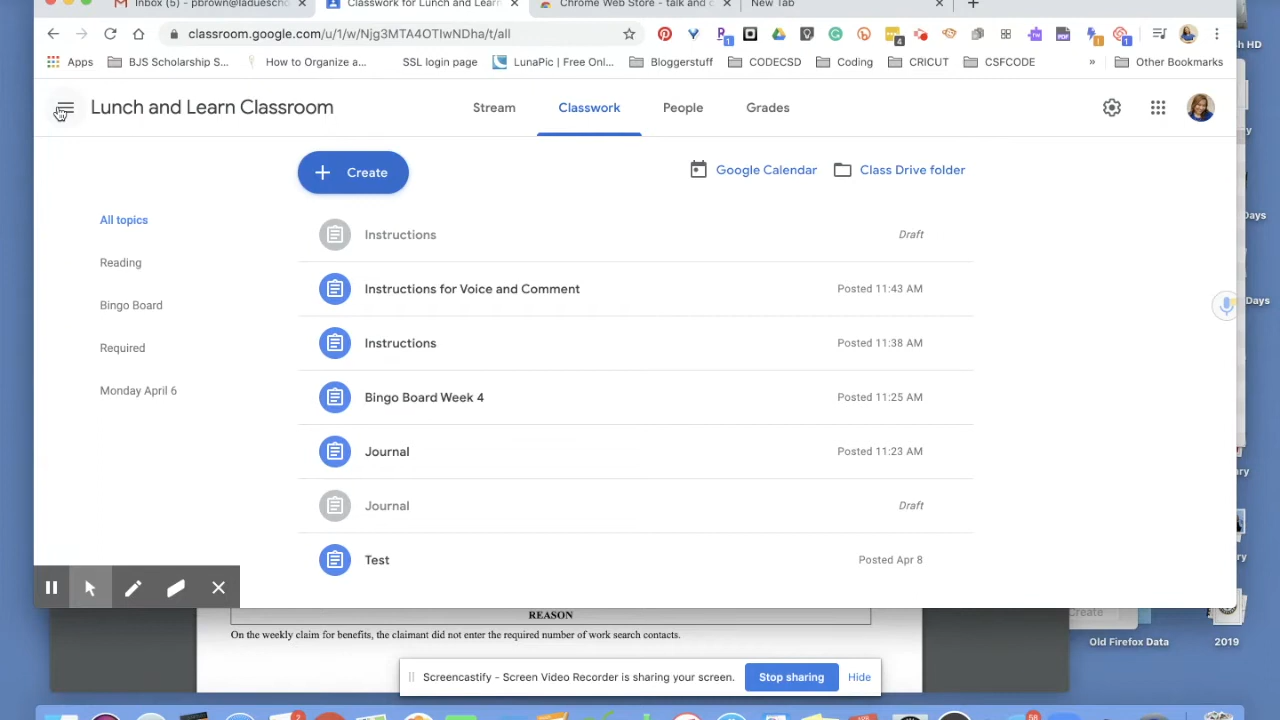 Inbox (5) - pbrown@laduescho
Classwork for Lunch and Learn
Chrome Web Store - talk and c
New Tab
classroom.google.com/u/1/w/Njg3MTA4OTIwNDha/t/all
Apps
BJS Scholarship S...
How to Organize a...
SSL login page
LunaPic | Free Onl...
Bloggerstuff
CODECSD
Coding
CRICUT
CSFCODE
»
Other Bookmarks
Lunch and Learn Classroom
Stream
Classwork
People
Grades
Create
Google Calendar
Class Drive folder
All topics
Reading
Bingo Board
Required
Monday April 6
Instructions
Draft
Instructions for Voice and Comment
Posted 11:43 AM
Instructions
Posted 11:38 AM
Bingo Board Week 4
Posted 11:25 AM
Journal
Posted 11:23 AM
Journal
Draft
Test
Posted Apr 8
REASON
On the weekly claim for benefits, the claimant did not enter the required number of work search contacts.
Screencastify - Screen Video Recorder is sharing your screen.
Stop sharing
Hide
sh HD
Days
Days
Create
Old Firefox Data
2019